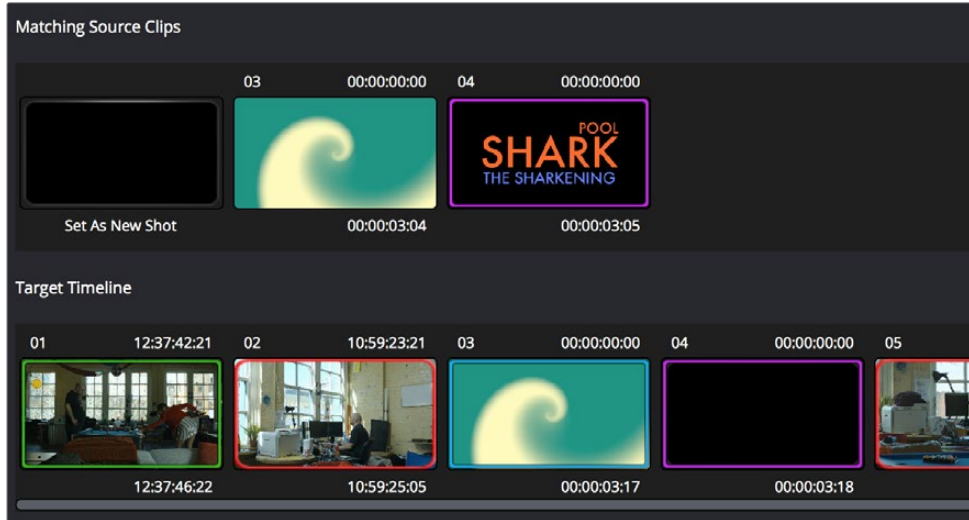 Matching Source Clips
03 00:00:00:00 04 00:00:00:00
POOL
SHARK
THE SHARKENING
Set As New Shot 00:00:03:04 00:00:03:05
Target Timeline
01 12:37:42:21 02 10:59:23:21 03 00:00:00:00 04 00:00:00:00 05
12:37:46:22 10:59:25:05 00:00:03:17 00:00:03:18